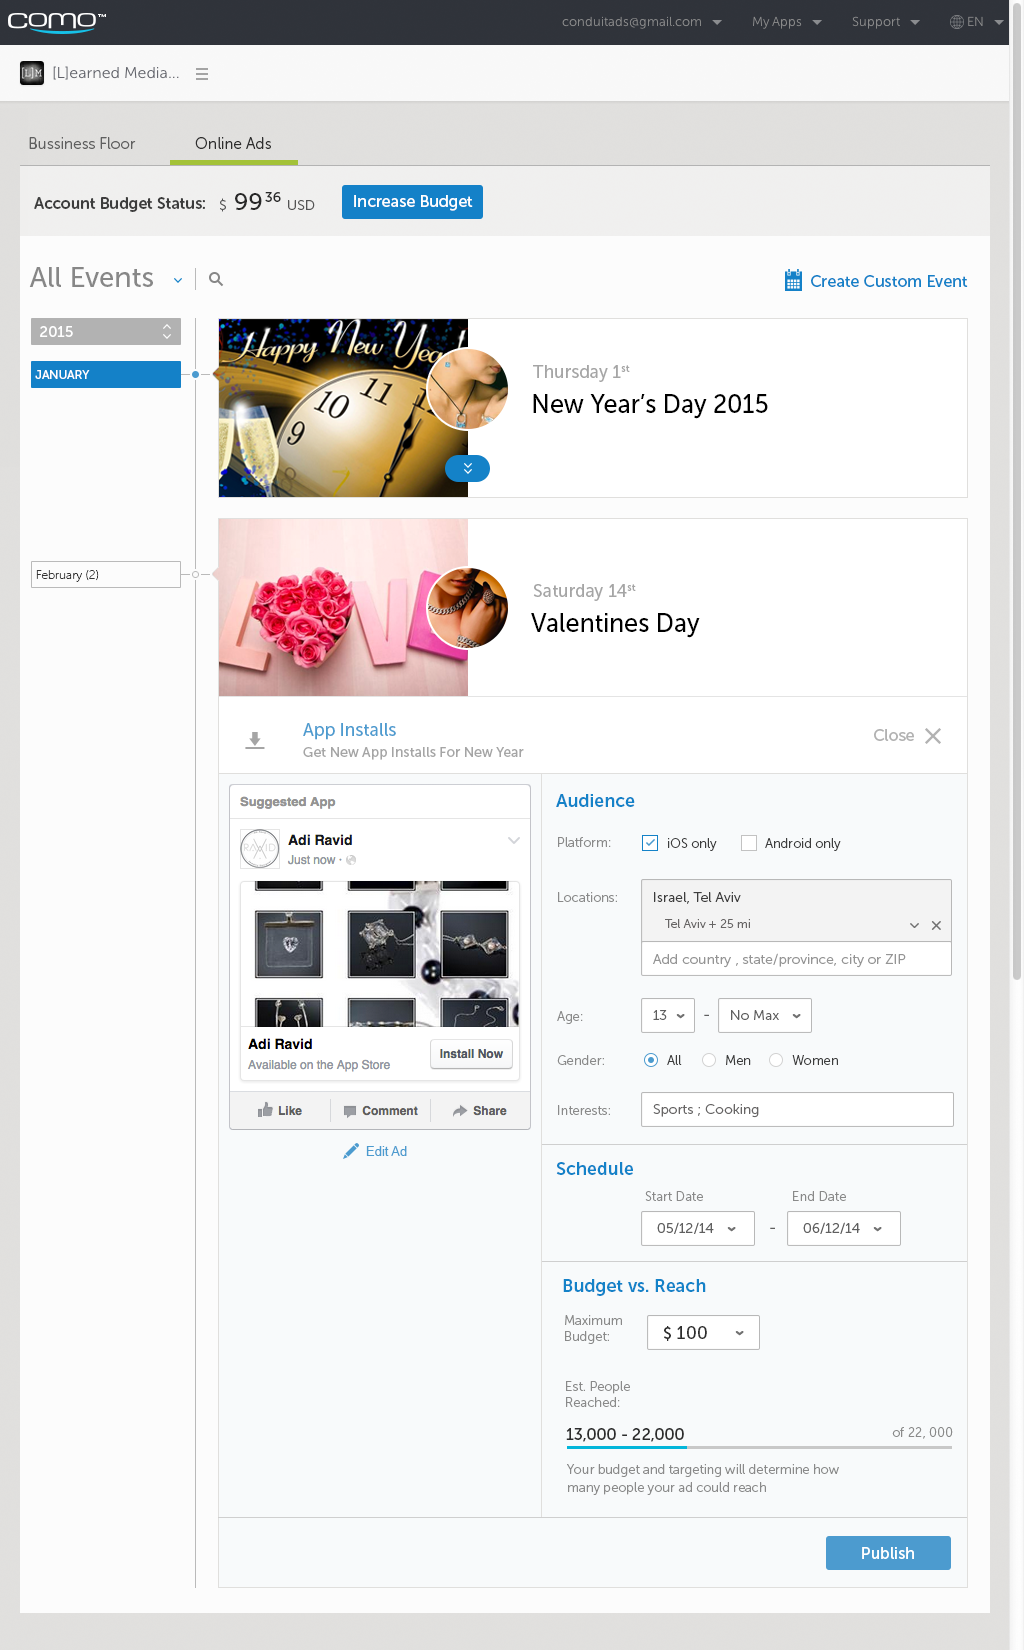 como™
conduitads@gmail.com
My Apps
Support
EN
[L]M
[L]earned Media...
Bussiness Floor
Online Ads
Account Budget Status:
$ 99 36 USD
Increase Budget
All Events
Create Custom Event
2015
JANUARY
Happy New Year!
12
11
10
9
7
Thursday 1st
New Year’s Day 2015
February (2)
LOVE
Saturday 14st
Valentines Day
App Installs
Get New App Installs For New Year
Close
Suggested App
RAVID
Adi Ravid
Just now ·
Adi Ravid
Available on the App Store
Install Now
Like
Comment
Share
Edit Ad
Audience
Platform:
iOS only
Android only
Locations:
Israel, Tel Aviv
Tel Aviv + 25 mi
Add country , state/province, city or ZIP
Age:
13
-
No Max
Gender:
All
Men
Women
Interests:
Sports ; Cooking
Schedule
Start Date
End Date
05/12/14
-
06/12/14
Budget vs. Reach
Maximum
Budget:
$ 100
Est. People
Reached:
13,000 - 22,000
of 22, 000
Your budget and targeting will determine how
many people your ad could reach
Publish